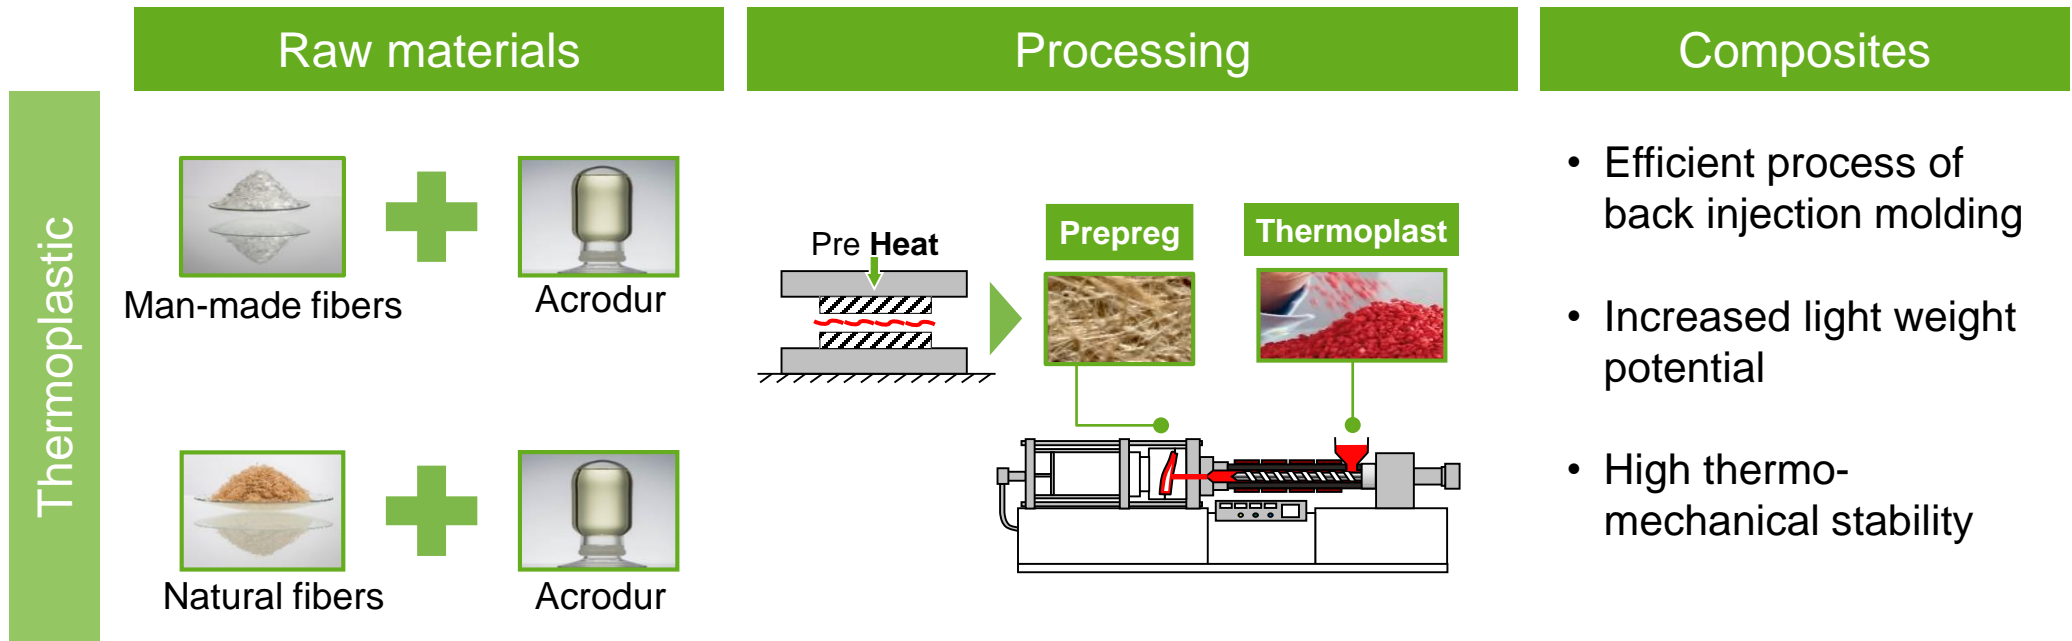 Raw materials
Processing
Composites
Thermoplastic
Man-made fibers
Acrodur
Natural fibers
Acrodur
Pre Heat
Prepreg
Thermoplast
• Efficient process of
back injection molding
• Increased light weight
potential
• High thermo-
mechanical stability